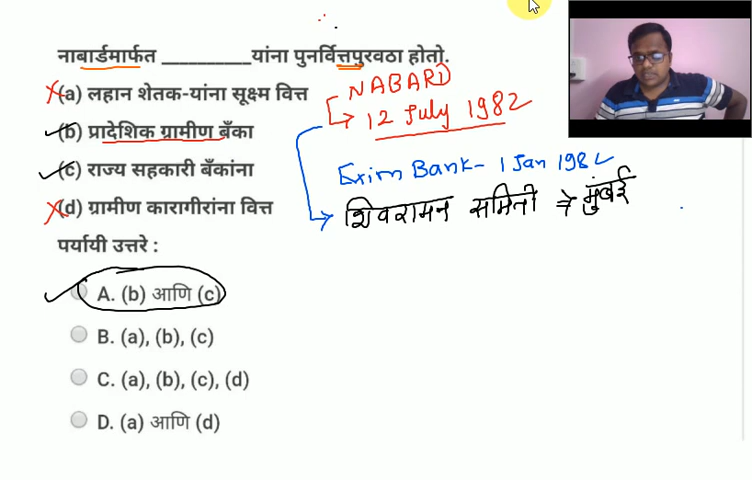 नाबार्डमार्फत __________यांना पुनर्वित्तपुरवठा होतो.
(a) लहान शेतक-यांना सूक्ष्म वित्त
(b) प्रादेशिक ग्रामीण बँका
(c) राज्य सहकारी बँकांना
(d) ग्रामीण कारागीरांना वित्त
पर्यायी उत्तरे :
A. (b) आणि (c)
B. (a), (b), (c)
C. (a), (b), (c), (d)
D. (a) आणि (d)
NABARD
12 July 1982
Exim Bank - 1 Jan 1982
शिवरामन समिती ⇒ मुंबई